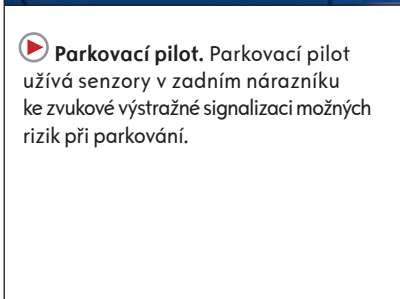 Parkovací pilot. Parkovací pilot
užívá senzory v zadním nárazníku
ke zvukové výstražné signalizaci možných
rizik při parkování.